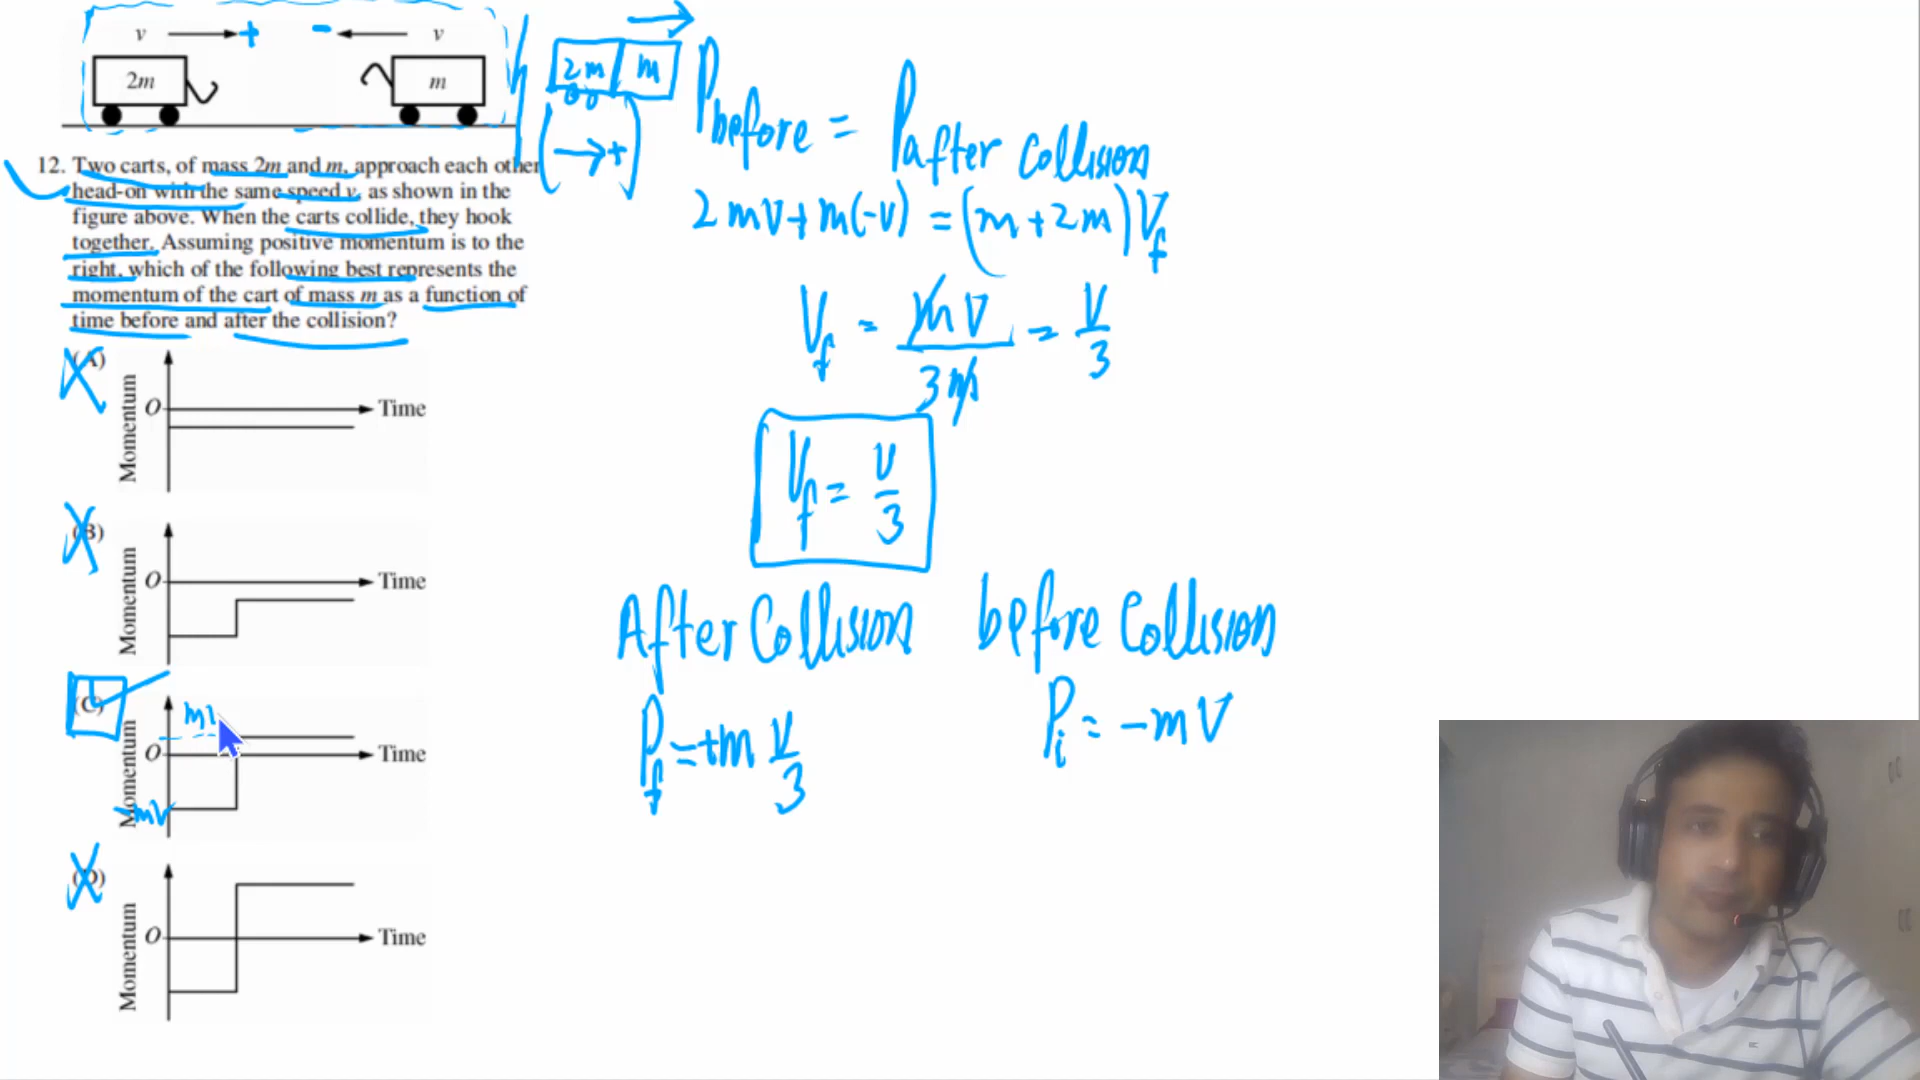 v + - v
2m m
2m m
→+
12. Two carts, of mass 2m and m, approach each other
head-on with the same speed v, as shown in the
figure above. When the carts collide, they hook
together. Assuming positive momentum is to the
right, which of the following best represents the
momentum of the cart of mass m as a function of
time before and after the collision?
(A)
Momentum
O
Time
(B)
Momentum
O
Time
(C)
Momentum
O
Time
-mv
(D)
Momentum
O
Time
Pbefore = Pafter Collision
2mv+m(-v) = (m+2m)Vf
Vf = mv/3m = V/3
Vf = V/3
After Collision
Pf=+m V/3
before Collision
Pi = -mV